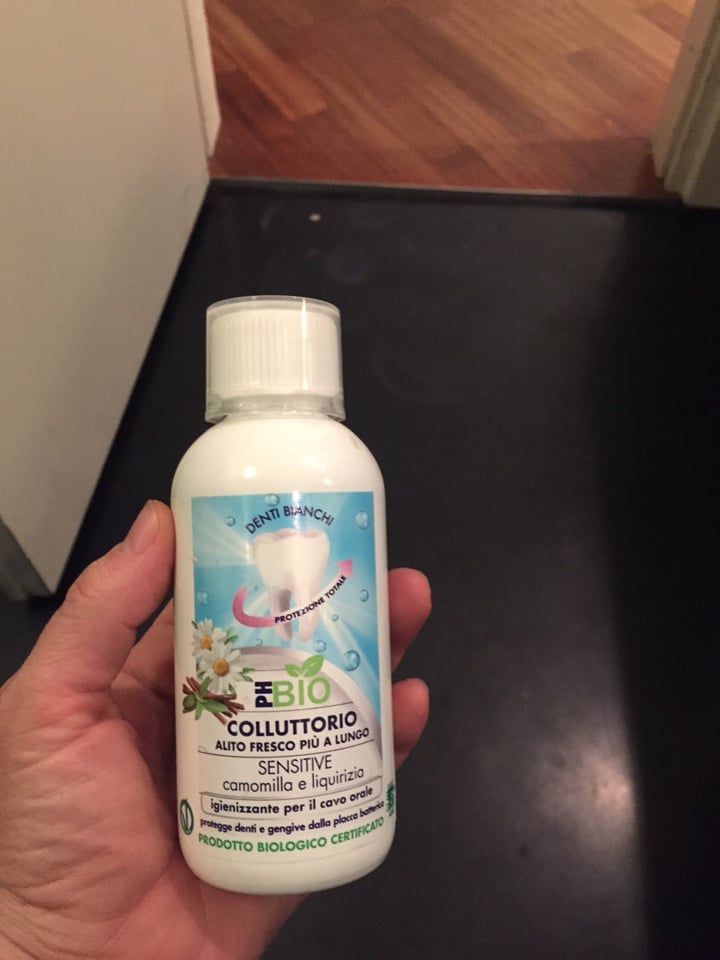 DENTI BIANCHI
PROTEZIONE TOTALE
PH BIO
COLLUTTORIO
ALITO FRESCO PIÙ A LUNGO
SENSITIVE
camomilla e liquirizia
igienizzante per il cavo orale
protegge denti e gengive dalla placca batterica
PRODOTTO BIOLOGICO CERTIFICATO